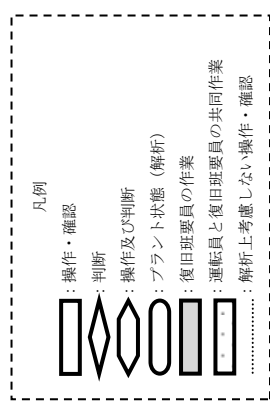 凡例
：操作・確認
：判断
：操作及び判断
：プラント状態（解析）
：復旧班要員の作業
：運転員と復旧班要員の共同作業
：解析上考慮しない操作・確認